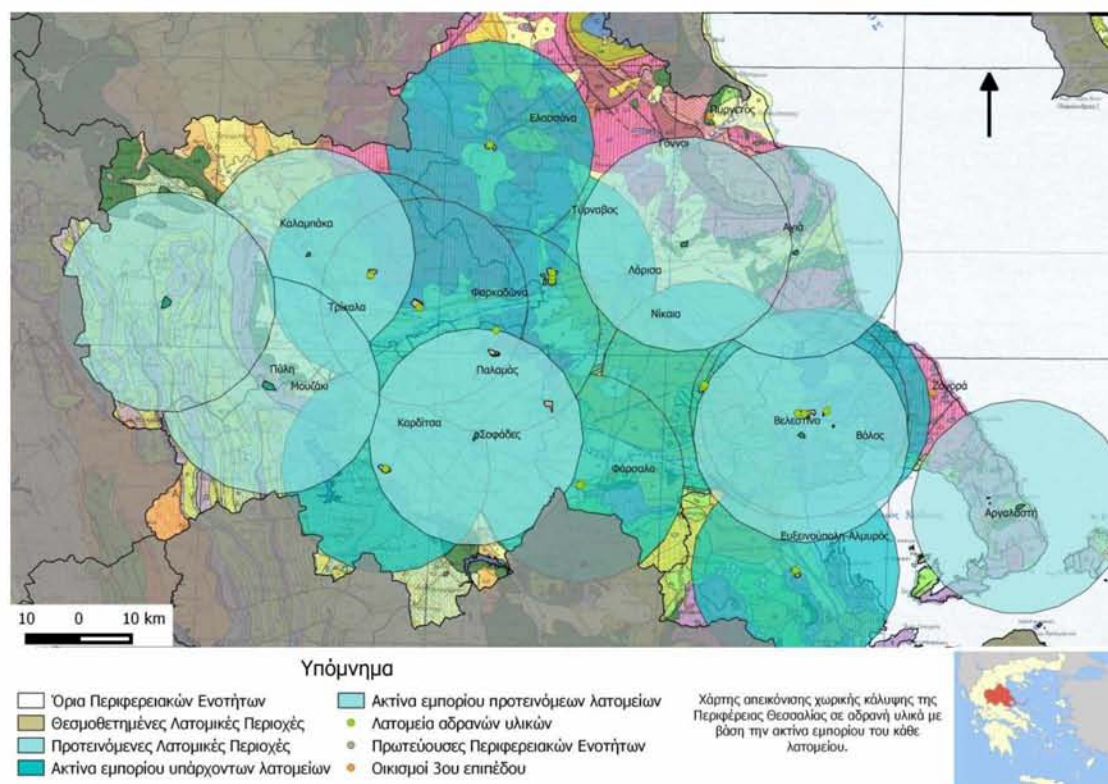 Ελασσόνα
Πυργετός
Γόννοι
Τύρναβος
Καλαμπάκα
Αγιά
Λάρισα
Φαρκαδώνα
Τρίκαλα
Νίκαια
Πύλη
Μουζάκι
Παλαμάς
Ζαγορά
Καρδίτσα
Σοφάδες
Βελεστίνο
Βόλος
Φάρσαλα
Αργαλαστή
Ευξεινούπολη-Αλμυρός
10 0 10 km
Υπόμνημα
Όρια Περιφερειακών Ενοτήτων
Θεσμοθετημένες Λατομικές Περιοχές
Προτεινόμενες Λατομικές Περιοχές
Ακτίνα εμπορίου υπάρχοντων λατομείων
Ακτίνα εμπορίου προτεινόμεων λατομείων
Λατομεία αδρανών υλικών
Πρωτεύουσες Περιφερειακών Ενοτήτων
Οικισμοί 3ου επιπέδου
Χάρτης απεικόνισης χωρικής κάλυψης της
Περιφέρειας Θεσσαλίας σε αδρανή υλικά με
βάση την ακτίνα εμπορίου του κάθε
λατομείου.